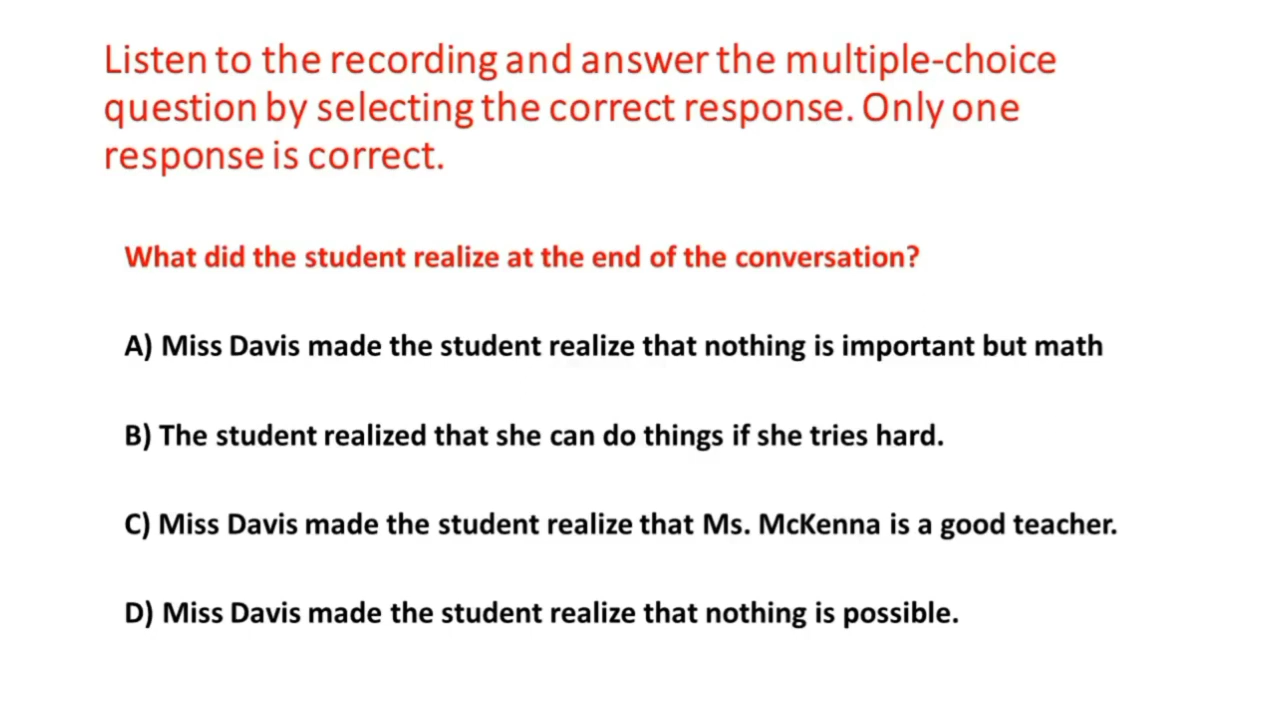 Listen to the recording and answer the multiple-choice
question by selecting the correct response. Only one
response is correct.
What did the student realize at the end of the conversation?
A) Miss Davis made the student realize that nothing is important but math
B) The student realized that she can do things if she tries hard.
C) Miss Davis made the student realize that Ms. McKenna is a good teacher.
D) Miss Davis made the student realize that nothing is possible.